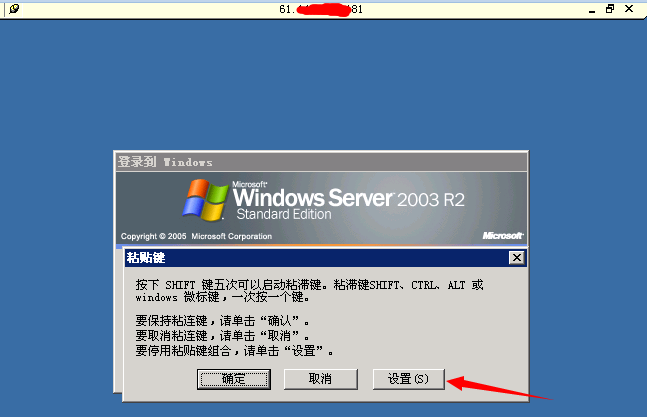 登录到 Windows
Microsoft
Windows Server 2003 R2
Standard Edition
Copyright © 2005 Microsoft Corporation
Microsoft
粘贴键
按下 SHIFT 键五次可以启动粘滞键。粘滞键SHIFT、CTRL、ALT 或
windows 徽标键，一次按一个键。
要保持粘连键，请单击“确认”。
要取消粘连键，请单击“取消”。
要停用粘贴键组合，请单击“设置”。
确定
取消
设置(S)